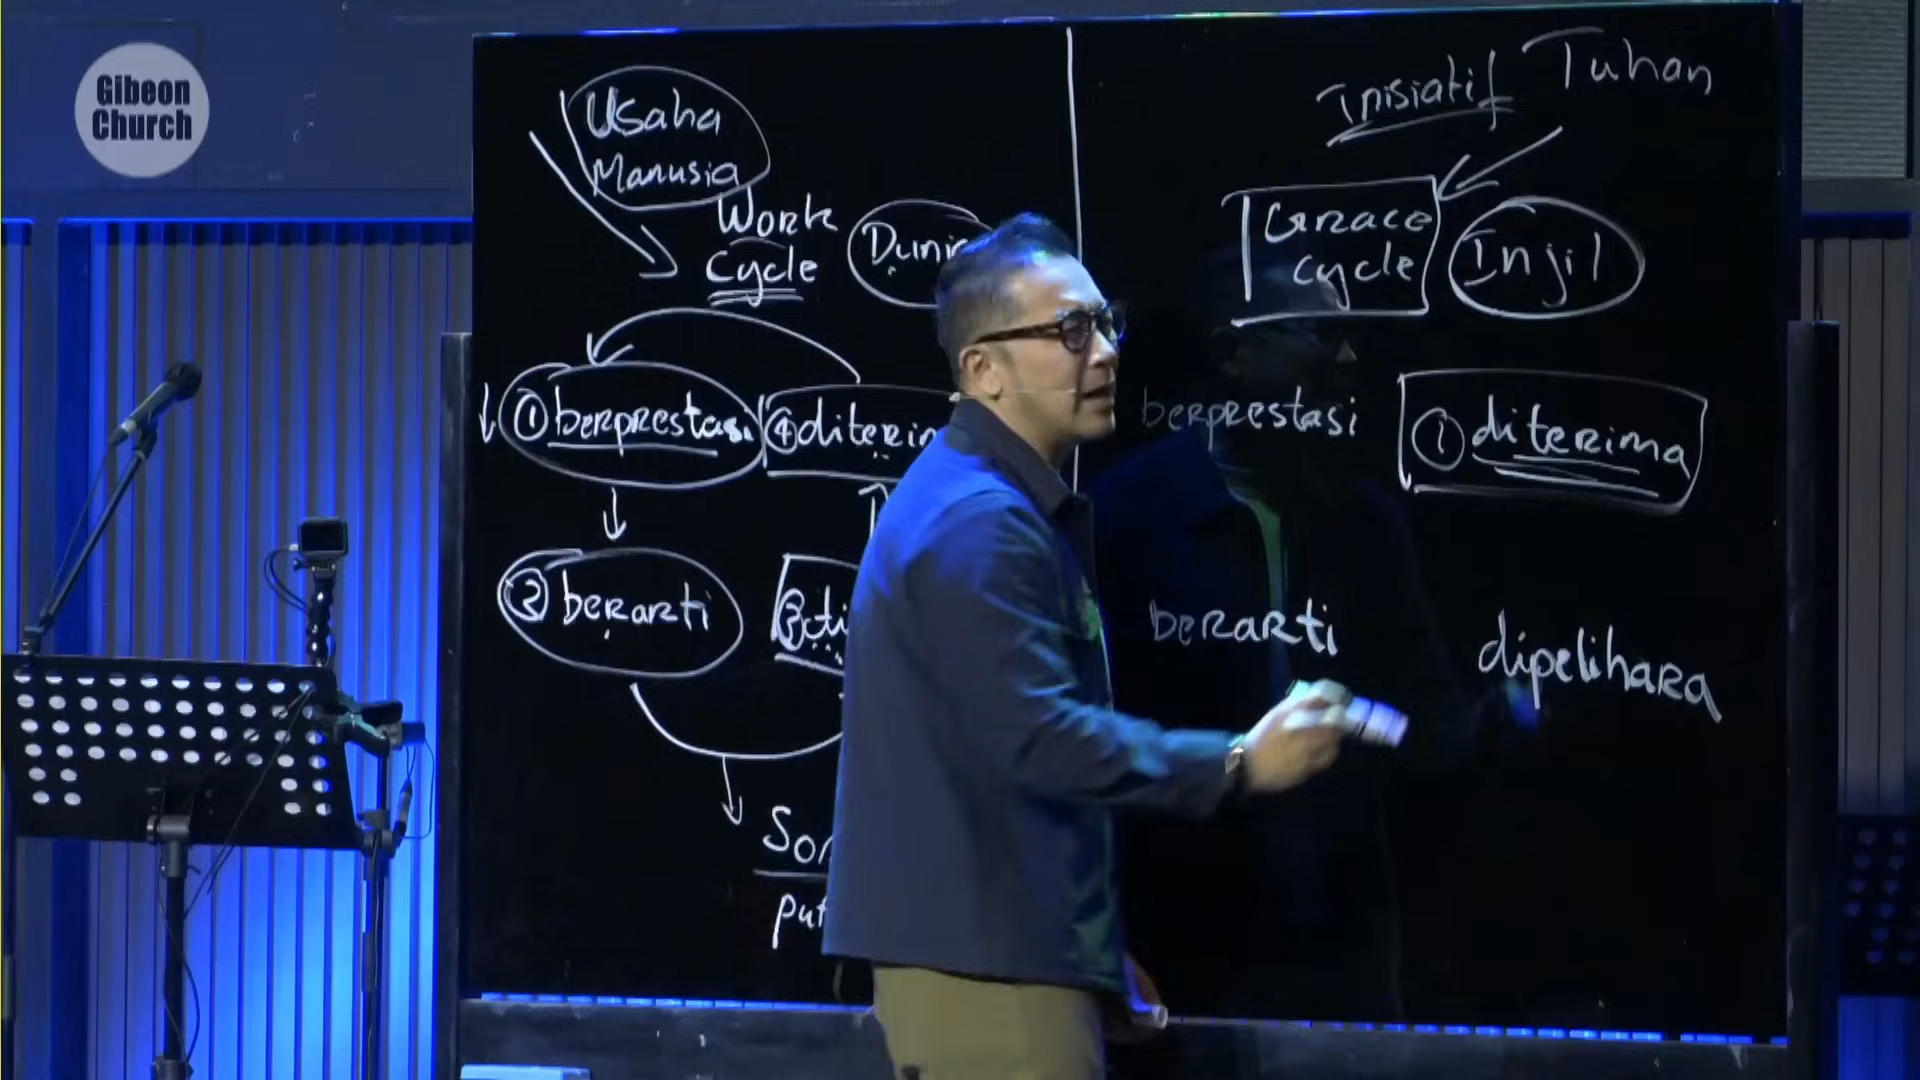 Gibeon
Church
Usaha
Manusia
Work
Cycle
① berprestasi
② berarti
Inisiatif Tuhan
Grace
cycle
Injil
berprestasi
① diterima
berarti
dipelihara